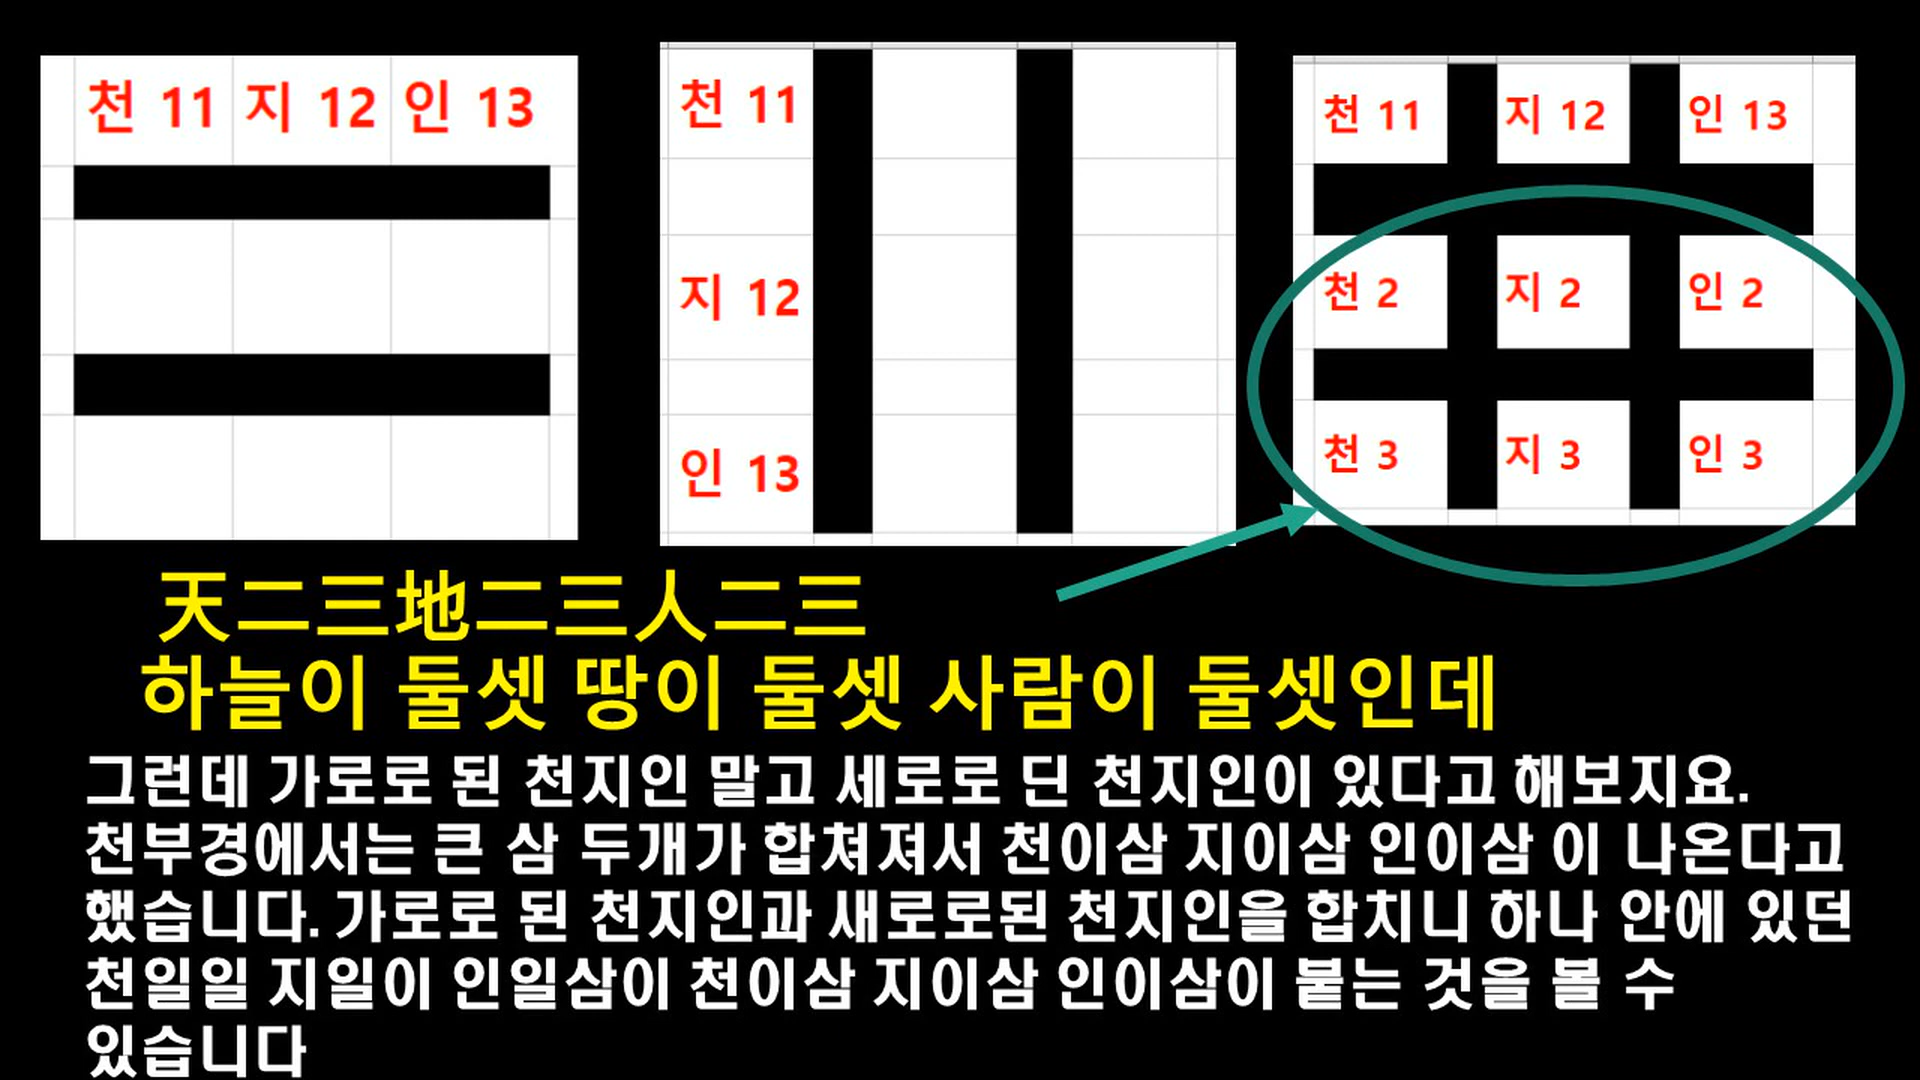 천 11 지 12 인 13
천 11
지 12
인 13
천 11 지 12 인 13
천 2 지 2 인 2
천 3 지 3 인 3
天二三地二三人二三
하늘이 둘셋 땅이 둘셋 사람이 둘셋인데
그런데 가로로 된 천지인 말고 세로로 딘 천지인이 있다고 해보지요.
천부경에서는 큰 삼 두개가 합쳐져서 천이삼 지이삼 인이삼 이 나온다고
했습니다. 가로로 된 천지인과 새로로된 천지인을 합치니 하나 안에 있던
천일일 지일이 인일삼이 천이삼 지이삼 인이삼이 붙는 것을 볼 수
있습니다